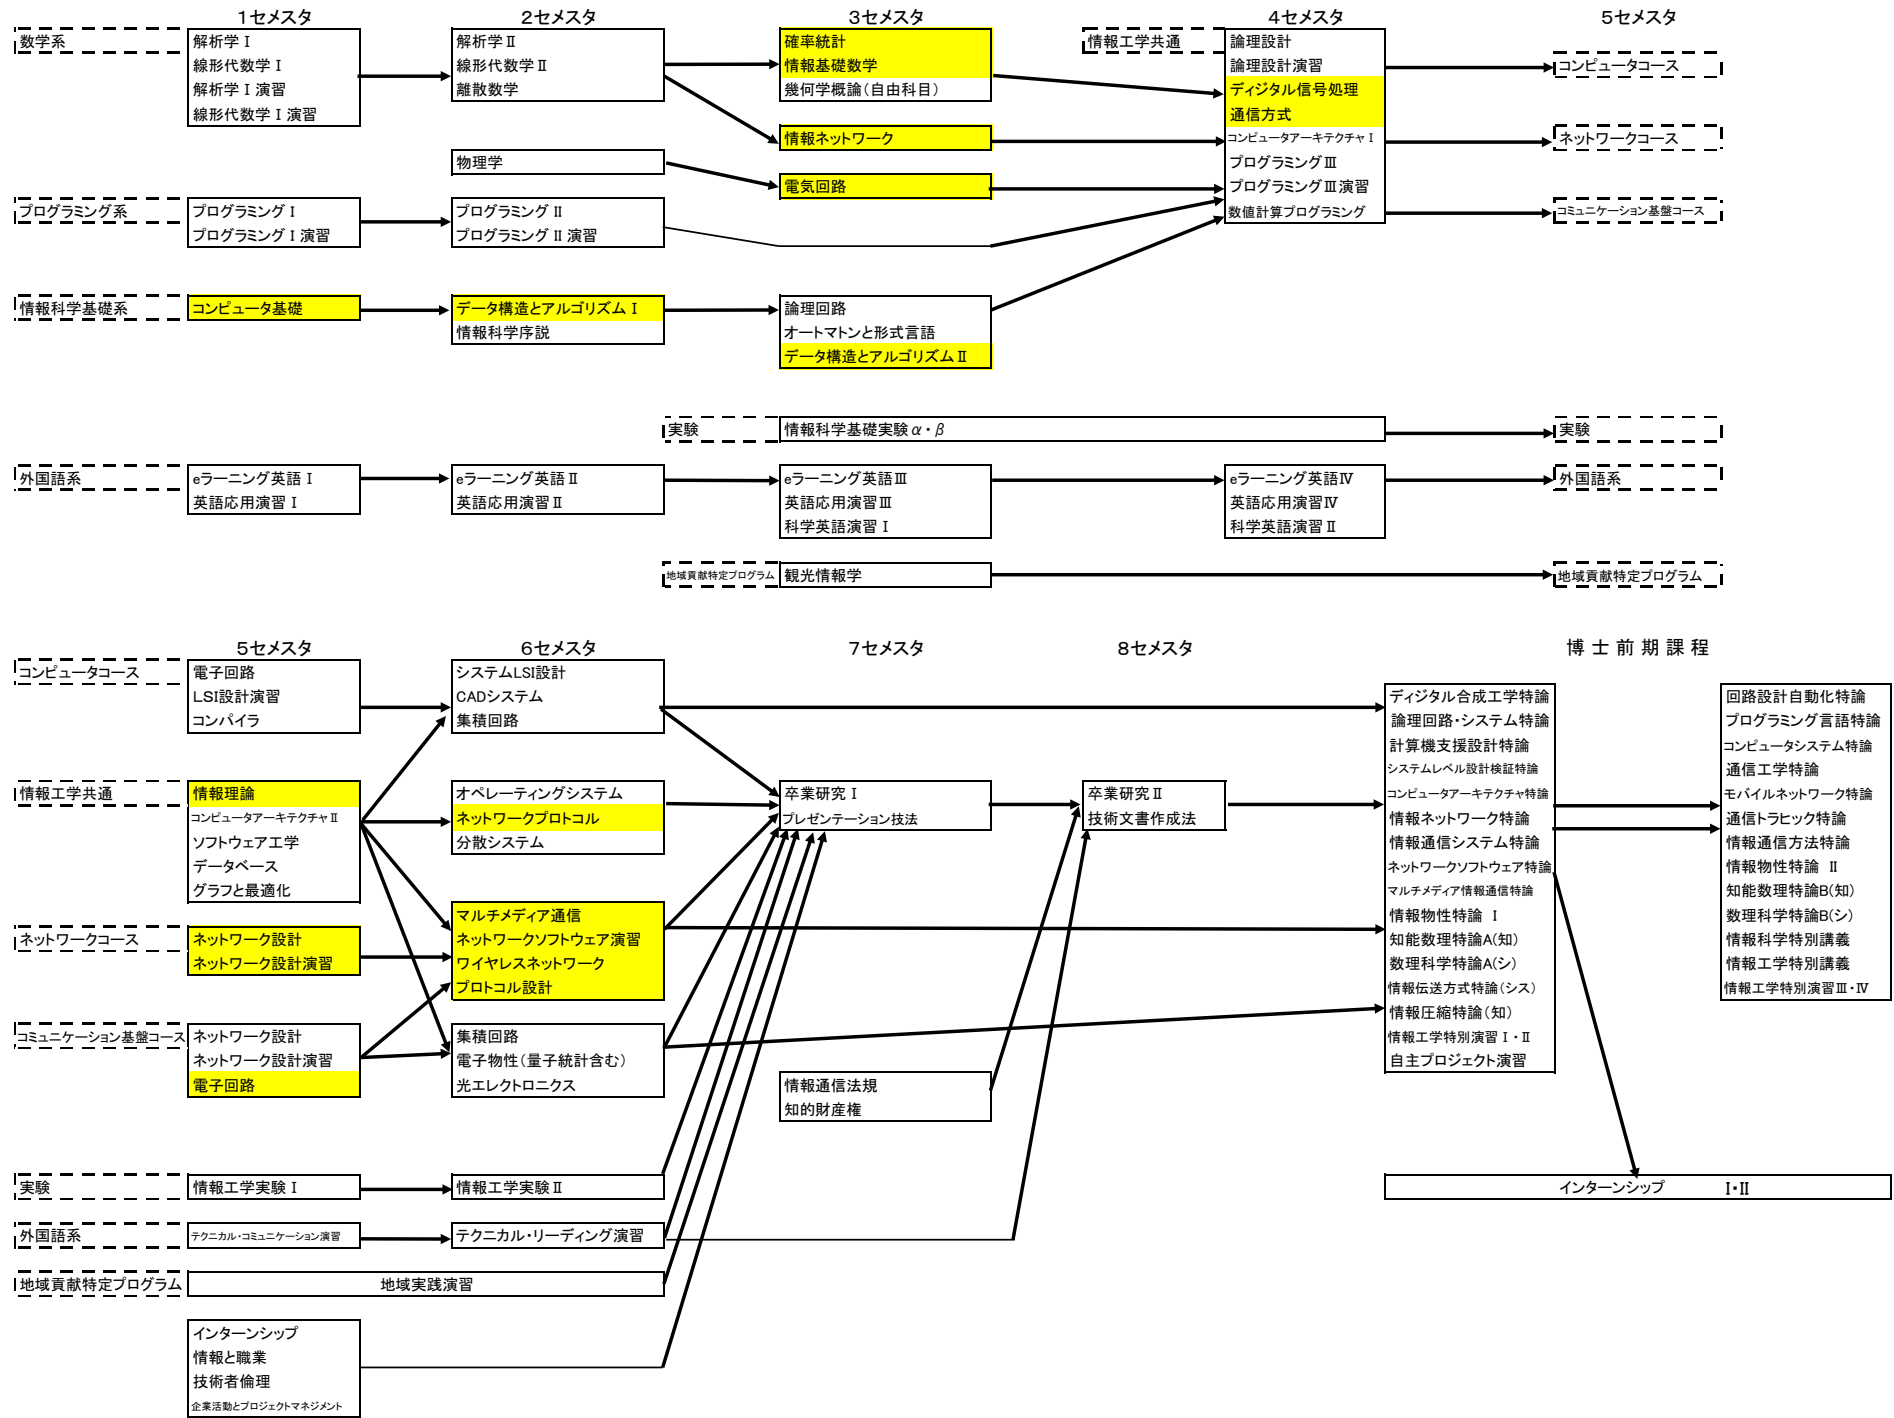 1セメスタ
2セメスタ
3セメスタ
4セメスタ
5セメスタ
数学系
解析学Ⅰ
線形代数学Ⅰ
解析学Ⅰ演習
線形代数学Ⅰ演習
解析学Ⅱ
線形代数学Ⅱ
離散数学
確率統計
情報基礎数学
幾何学概論(自由科目)
情報工学共通
論理設計
論理設計演習
ディジタル信号処理
通信方式
コンピュータアーキテクチャⅠ
プログラミングⅢ
プログラミングⅢ演習
数値計算プログラミング
コンピュータコース
情報ネットワーク
ネットワークコース
物理学
電気回路
プログラミング系
プログラミングⅠ
プログラミングⅠ演習
プログラミングⅡ
プログラミングⅡ演習
コミュニケーション基盤コース
情報科学基礎系
コンピュータ基礎
データ構造とアルゴリズムⅠ
情報科学序説
論理回路
オートマトンと形式言語
データ構造とアルゴリズムⅡ
実験
情報科学基礎実験α・β
実験
外国語系
eラーニング英語Ⅰ
英語応用演習Ⅰ
eラーニング英語Ⅱ
英語応用演習Ⅱ
eラーニング英語Ⅲ
英語応用演習Ⅲ
科学英語演習Ⅰ
eラーニング英語Ⅳ
英語応用演習Ⅳ
科学英語演習Ⅱ
外国語系
地域貢献特定プログラム
観光情報学
地域貢献特定プログラム
5セメスタ
6セメスタ
7セメスタ
8セメスタ
博士前期課程
コンピュータコース
電子回路
LSI設計演習
コンパイラ
システムLSI設計
CADシステム
集積回路
情報工学共通
情報理論
コンピュータアーキテクチャⅡ
ソフトウェア工学
データベース
グラフと最適化
オペレーティングシステム
ネットワークプロトコル
分散システム
卒業研究Ⅰ
プレゼンテーション技法
卒業研究Ⅱ
技術文書作成法
ネットワークコース
ネットワーク設計
ネットワーク設計演習
マルチメディア通信
ネットワークソフトウェア演習
ワイヤレスネットワーク
プロトコル設計
コミュニケーション基盤コース
ネットワーク設計
ネットワーク設計演習
電子回路
集積回路
電子物性(量子統計含む)
光エレクトロニクス
情報通信法規
知的財産権
ディジタル合成工学特論
論理回路・システム特論
計算機支援設計特論
システムレベル設計検証特論
コンピュータアーキテクチャ特論
情報ネットワーク特論
情報通信システム特論
ネットワークソフトウェア特論
マルチメディア情報通信特論
情報物性特論 Ⅰ
知能数理特論A(知)
数理科学特論A(シ)
情報伝送方式特論(シス)
情報圧縮特論(知)
情報工学特別演習Ⅰ・Ⅱ
自主プロジェクト演習
回路設計自動化特論
プログラミング言語特論
コンピュータシステム特論
通信工学特論
モバイルネットワーク特論
通信トラヒック特論
情報通信方法特論
情報物性特論 Ⅱ
知能数理特論B(知)
数理科学特論B(シ)
情報科学特別講義
情報工学特別講義
情報工学特別演習Ⅲ・Ⅳ
実験
情報工学実験Ⅰ
情報工学実験Ⅱ
インターンシップ Ⅰ・Ⅱ
外国語系
テクニカル・コミュニケーション演習
テクニカル・リーディング演習
地域貢献特定プログラム
地域実践演習
インターンシップ
情報と職業
技術者倫理
企業活動とプロジェクトマネジメント